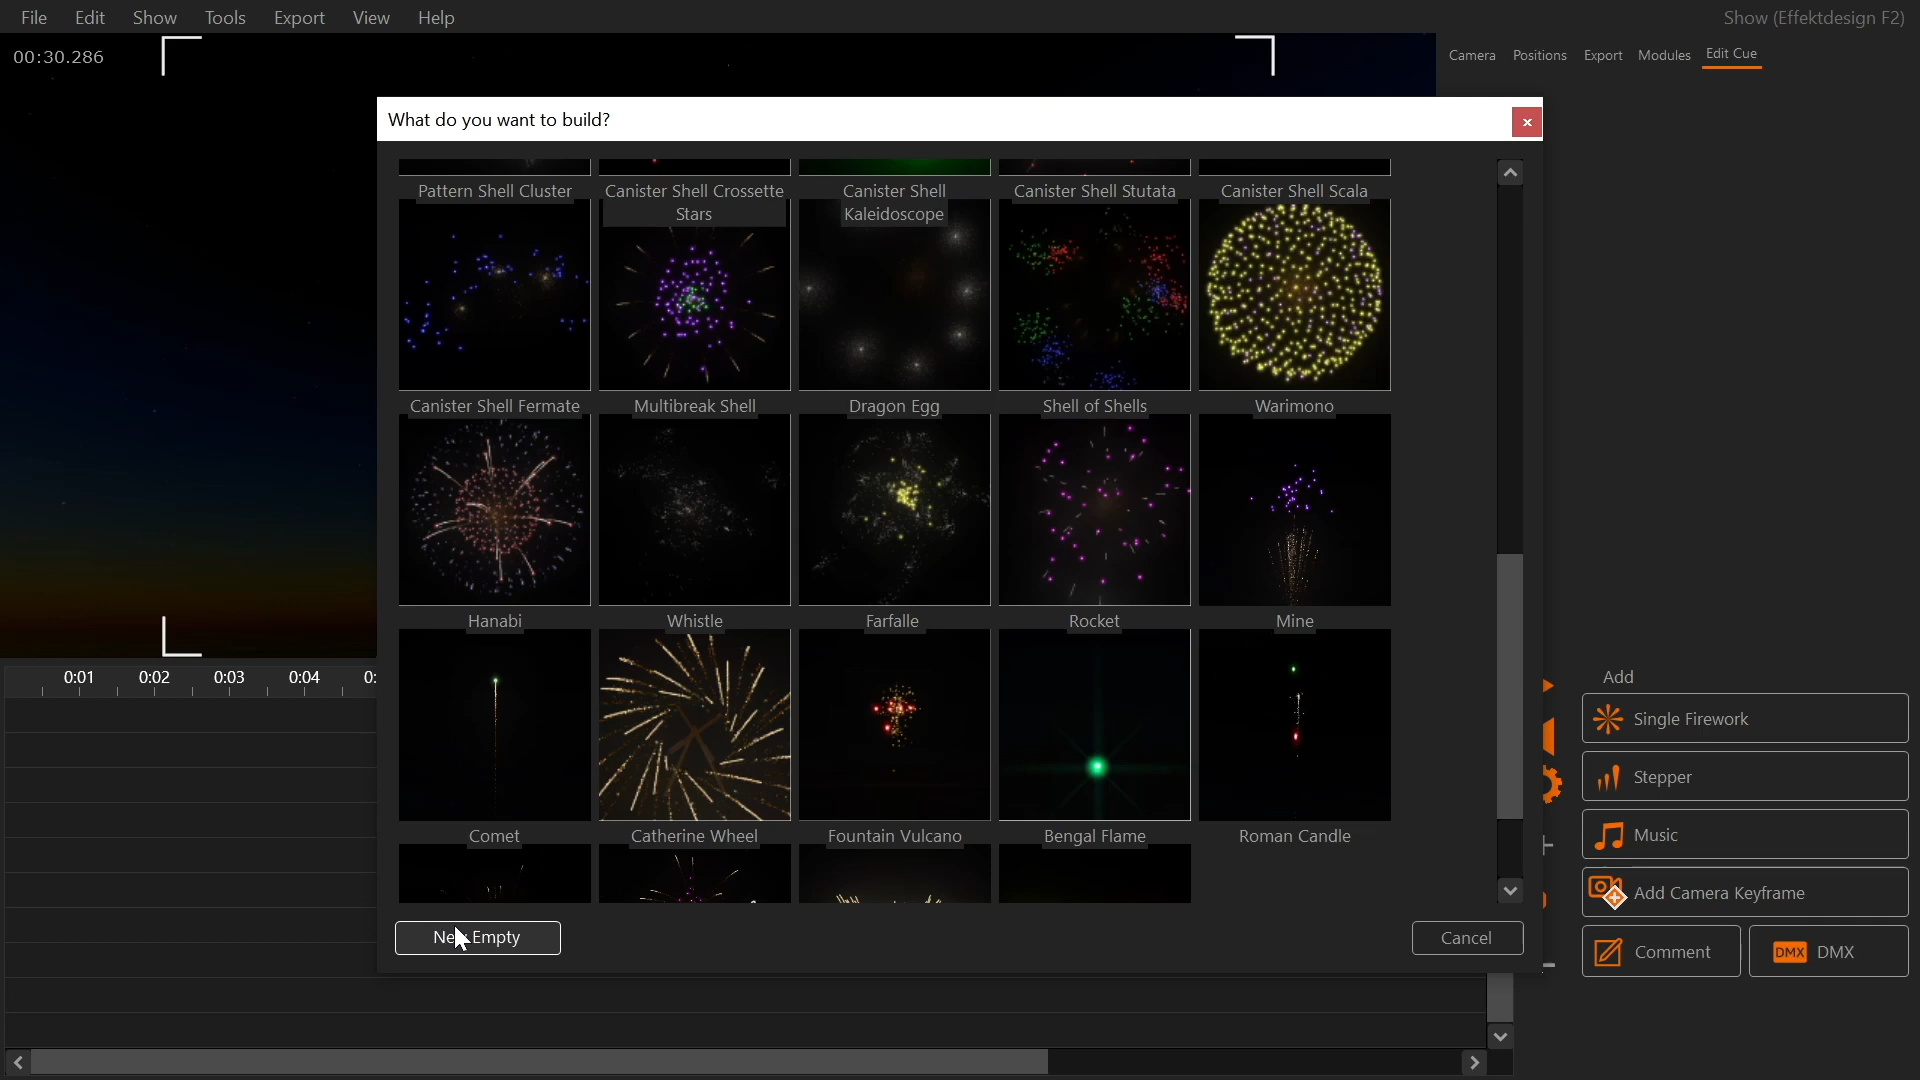 File Edit Show Tools Export View Help
Show (Effektdesign F2)
00:30.286
Camera Positions Export Modules Edit Cue
What do you want to build?
x
Pattern Shell Cluster
Canister Shell Crossette
Stars
Canister Shell
Kaleidoscope
Canister Shell Stutata
Canister Shell Scala
Canister Shell Fermate
Multibreak Shell
Dragon Egg
Shell of Shells
Warimono
Hanabi
Whistle
Farfalle
Rocket
Mine
0:01 0:02 0:03 0:04 0:
Comet
Catherine Wheel
Fountain Vulcano
Bengal Flame
Roman Candle
Add
Single Firework
Stepper
Music
Add Camera Keyframe
Comment
DMX DMX
New Empty
Cancel